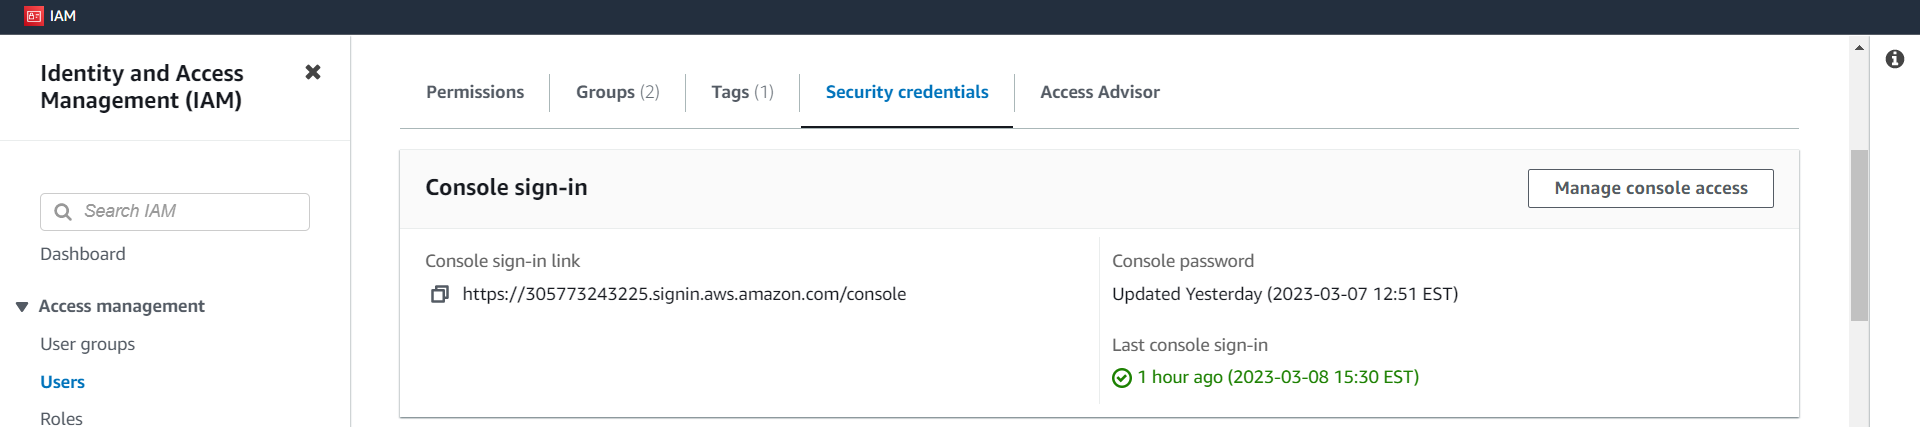 IAM
Identity and Access
Management (IAM)
Search IAM
Dashboard
Access management
User groups
Users
Roles
Permissions
Groups (2)
Tags (1)
Security credentials
Access Advisor
Console sign-in
Manage console access
Console sign-in link
https://305773243225.signin.aws.amazon.com/console
Console password
Updated Yesterday (2023-03-07 12:51 EST)
Last console sign-in
1 hour ago (2023-03-08 15:30 EST)